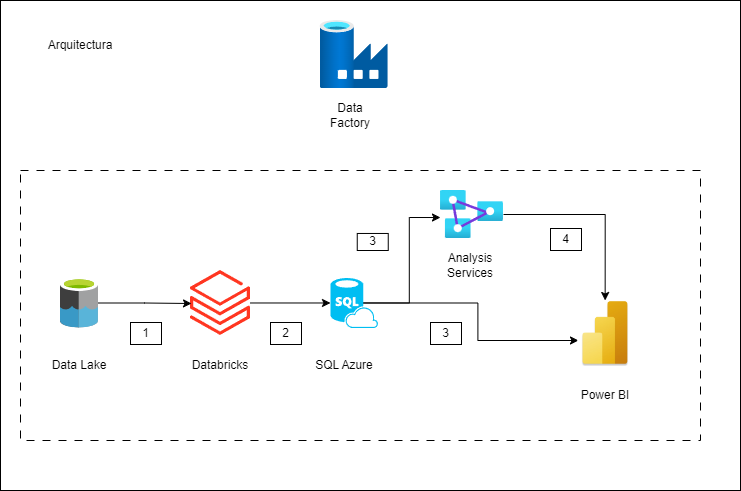 Arquitectura
Data
Factory
3
Analysis
Services
4
SQL
1
2
3
Data Lake
Databricks
SQL Azure
Power BI